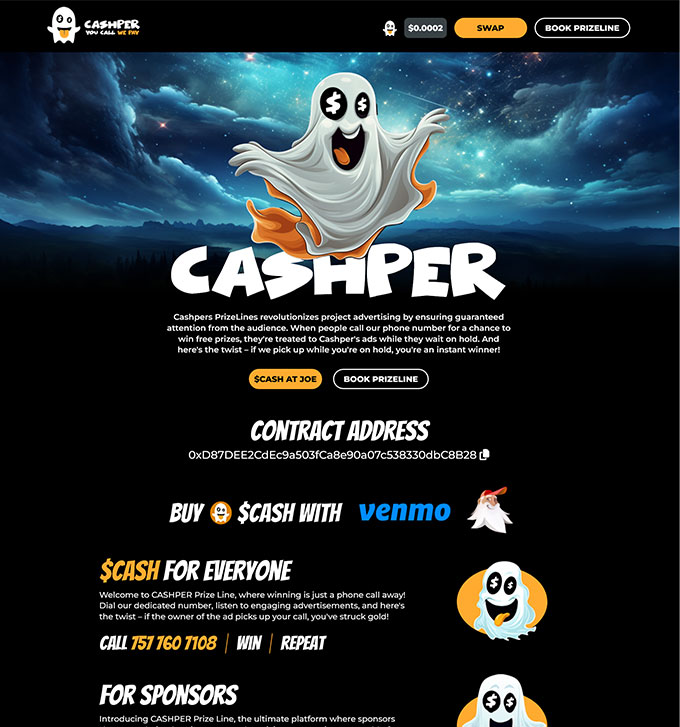 CASHPER
YOU CALL WE PAY
$0.0002
SWAP
BOOK PRIZELINE
CASHPER
Cashpers PrizeLines revolutionizes project advertising by ensuring guaranteed
attention from the audience. When people call our phone number for a chance to
win free prizes, they're treated to Cashper's ads while they wait on hold. And
here's the twist – if we pick up while you're on hold, you're an instant winner!
$CASH AT JOE
BOOK PRIZELINE
CONTRACT ADDRESS
0xD87DEE2CdEc9a503fCa8e90a07c538330dbC8B28
BUY $CASH WITH venmo
$CASH FOR EVERYONE
Welcome to CASHPER Prize Line, where winning is just a phone call away!
Dial our dedicated number, listen to engaging advertisements, and here's
the twist – if the owner of the ad picks up your call, you've struck gold!
CALL 757 760 7108 | WIN | REPEAT
FOR SPONSORS
Introducing CASHPER Prize Line, the ultimate platform where sponsors